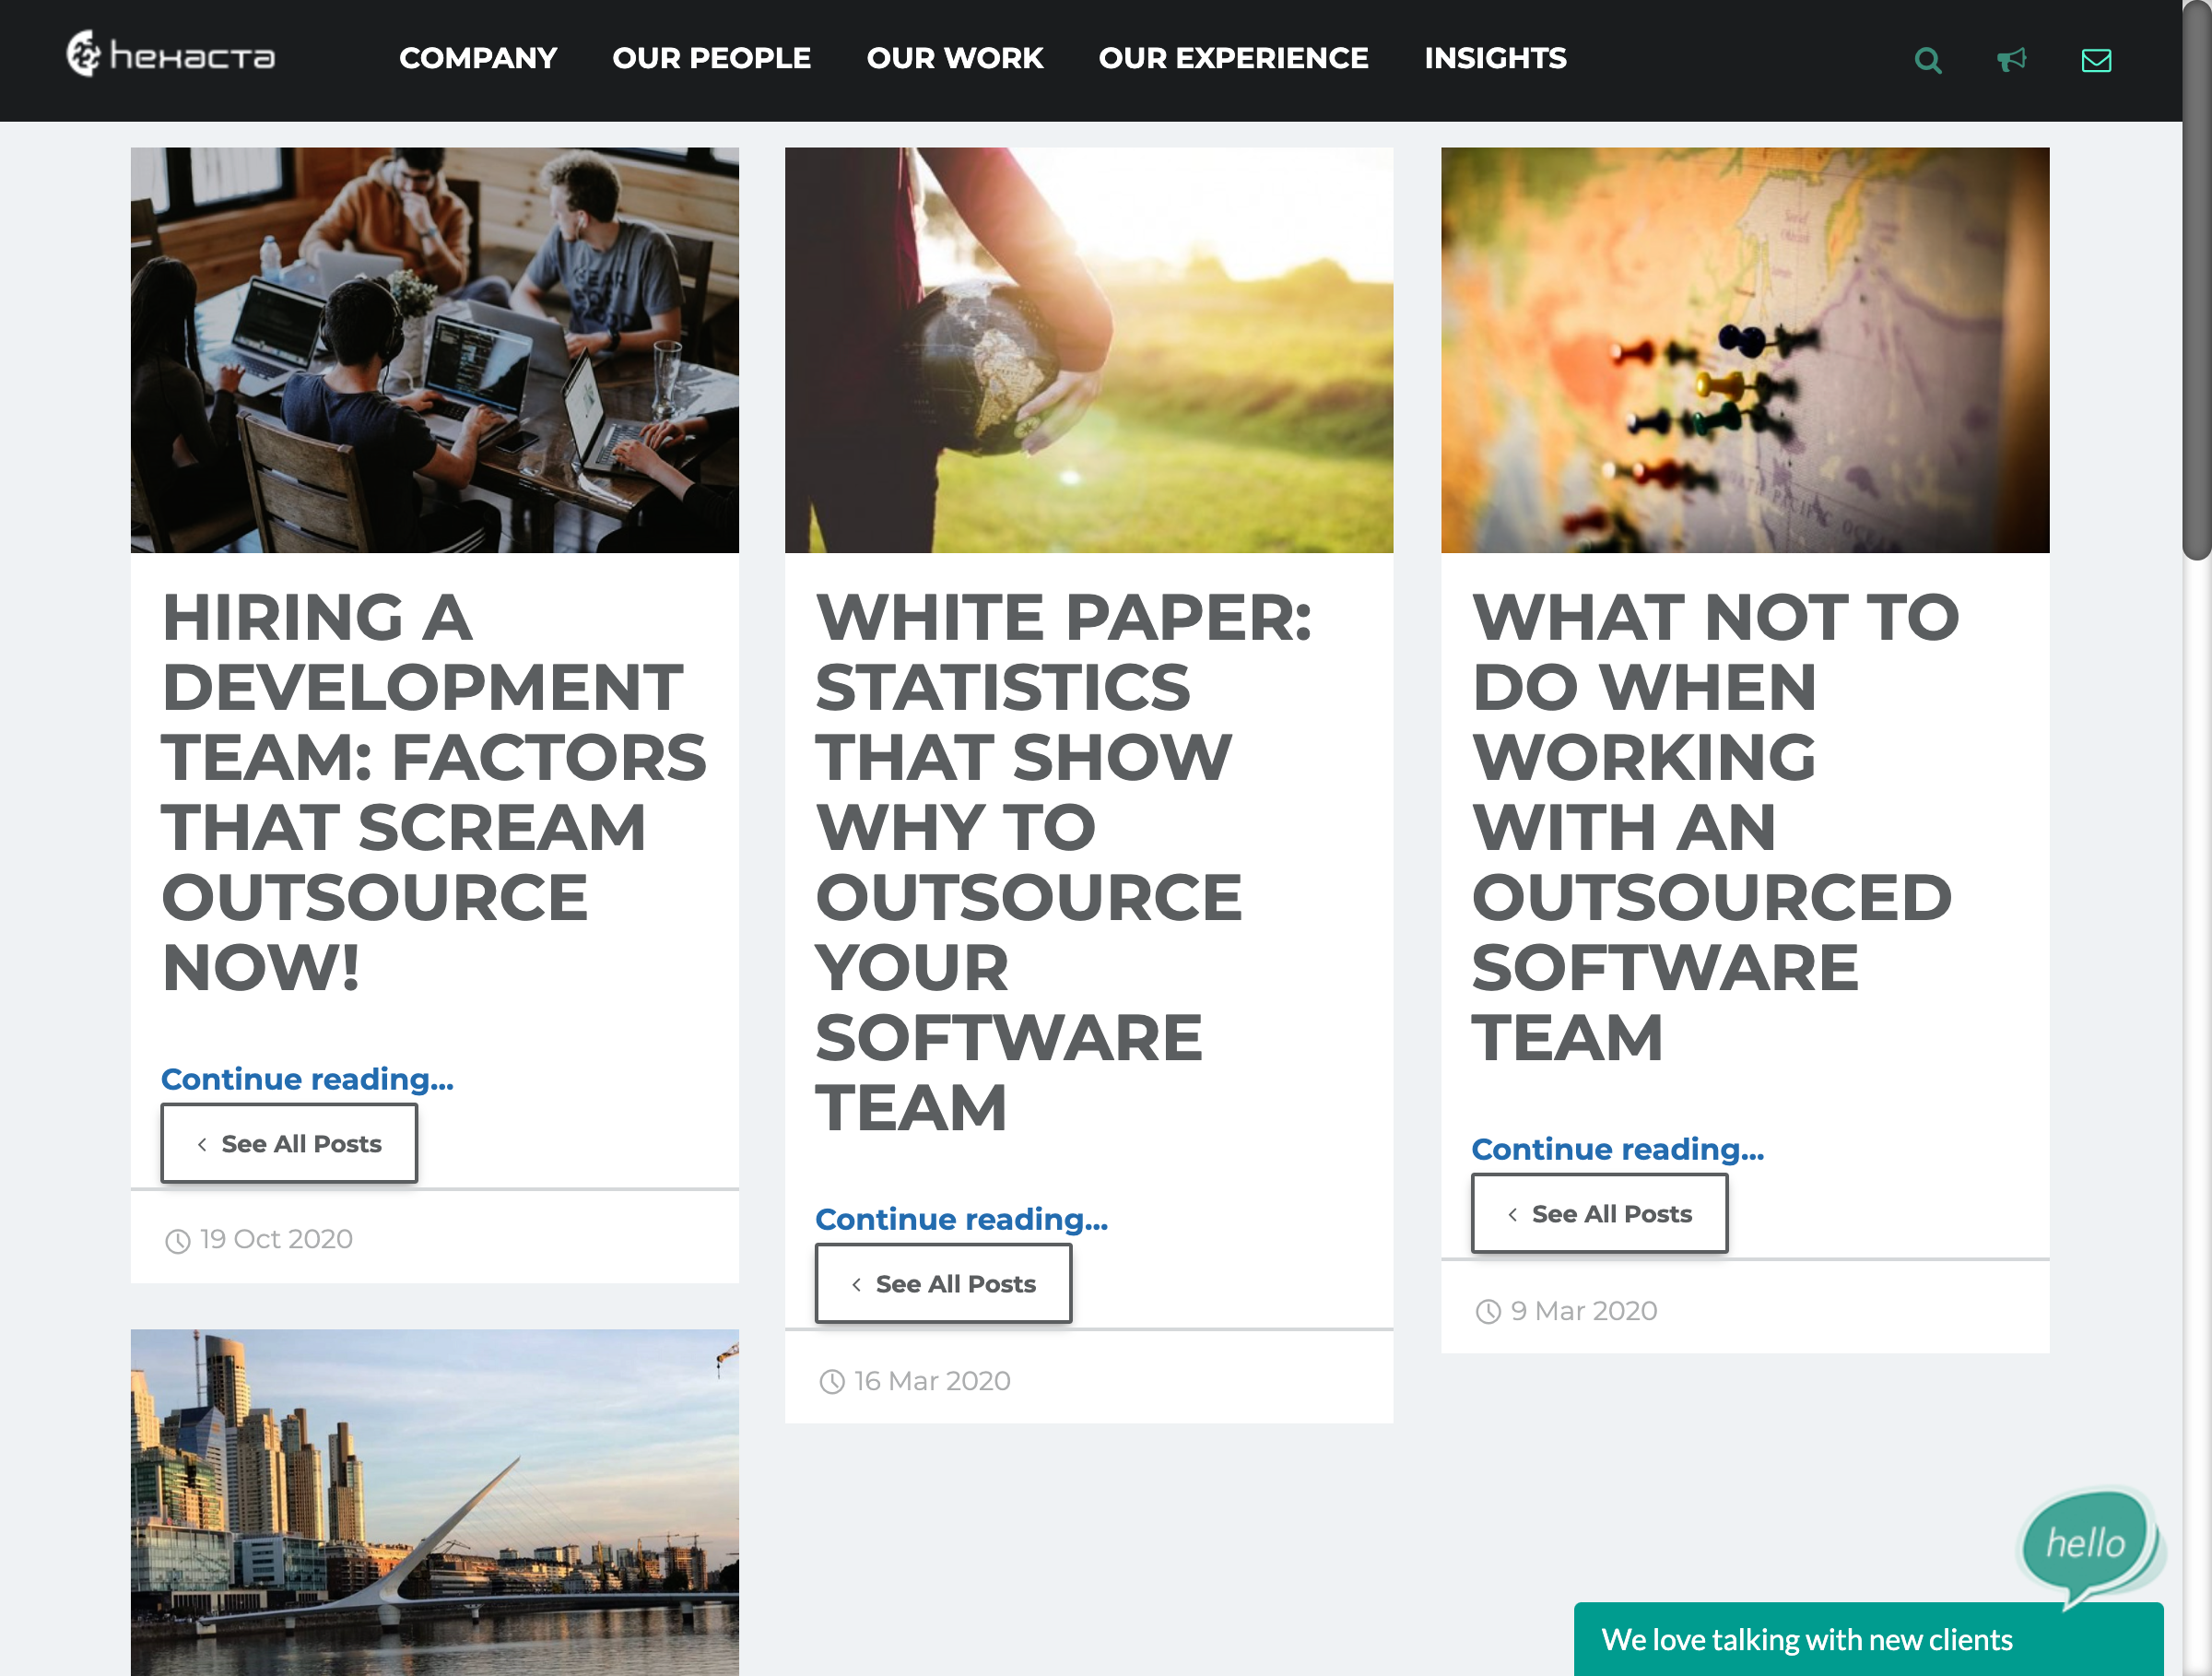 hexacta
COMPANY
OUR PEOPLE
OUR WORK
OUR EXPERIENCE
INSIGHTS
HIRING A
DEVELOPMENT
TEAM: FACTORS
THAT SCREAM
OUTSOURCE
NOW!
Continue reading...
See All Posts
19 Oct 2020
WHITE PAPER:
STATISTICS
THAT SHOW
WHY TO
OUTSOURCE
YOUR
SOFTWARE
TEAM
Continue reading...
See All Posts
16 Mar 2020
WHAT NOT TO
DO WHEN
WORKING
WITH AN
OUTSOURCED
SOFTWARE
TEAM
Continue reading...
See All Posts
9 Mar 2020
hello
We love talking with new clients